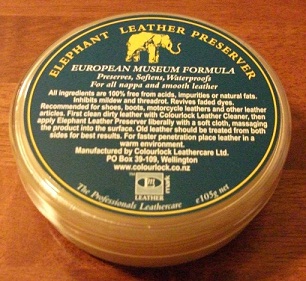 ELEPHANT LEATHER PRESERVER
EUROPEAN MUSEUM FORMULA
Preserves, Softens, Waterproofs
For all nappa and smooth leather
All ingredients are 100% free from acids, impurities or natural fats.
Inhibits mildew and threadrot. Revives faded dyes.
Recommended for shoes, boots, motorcycle leathers and other leather
articles. First clean dirty leather with Colourlock Leather Cleaner, then
apply Elephant Leather Preserver liberally with a soft cloth, massaging
the product into the surface. Old leather should be treated from both
sides for best results. For faster penetration place leather in a
warm environment.
Manufactured by Colourlock Leathercare Ltd.
PO Box 39-109, Wellington
www.colourlock.co.nz
LEATHER
The Professionals Leathercare
e105g net